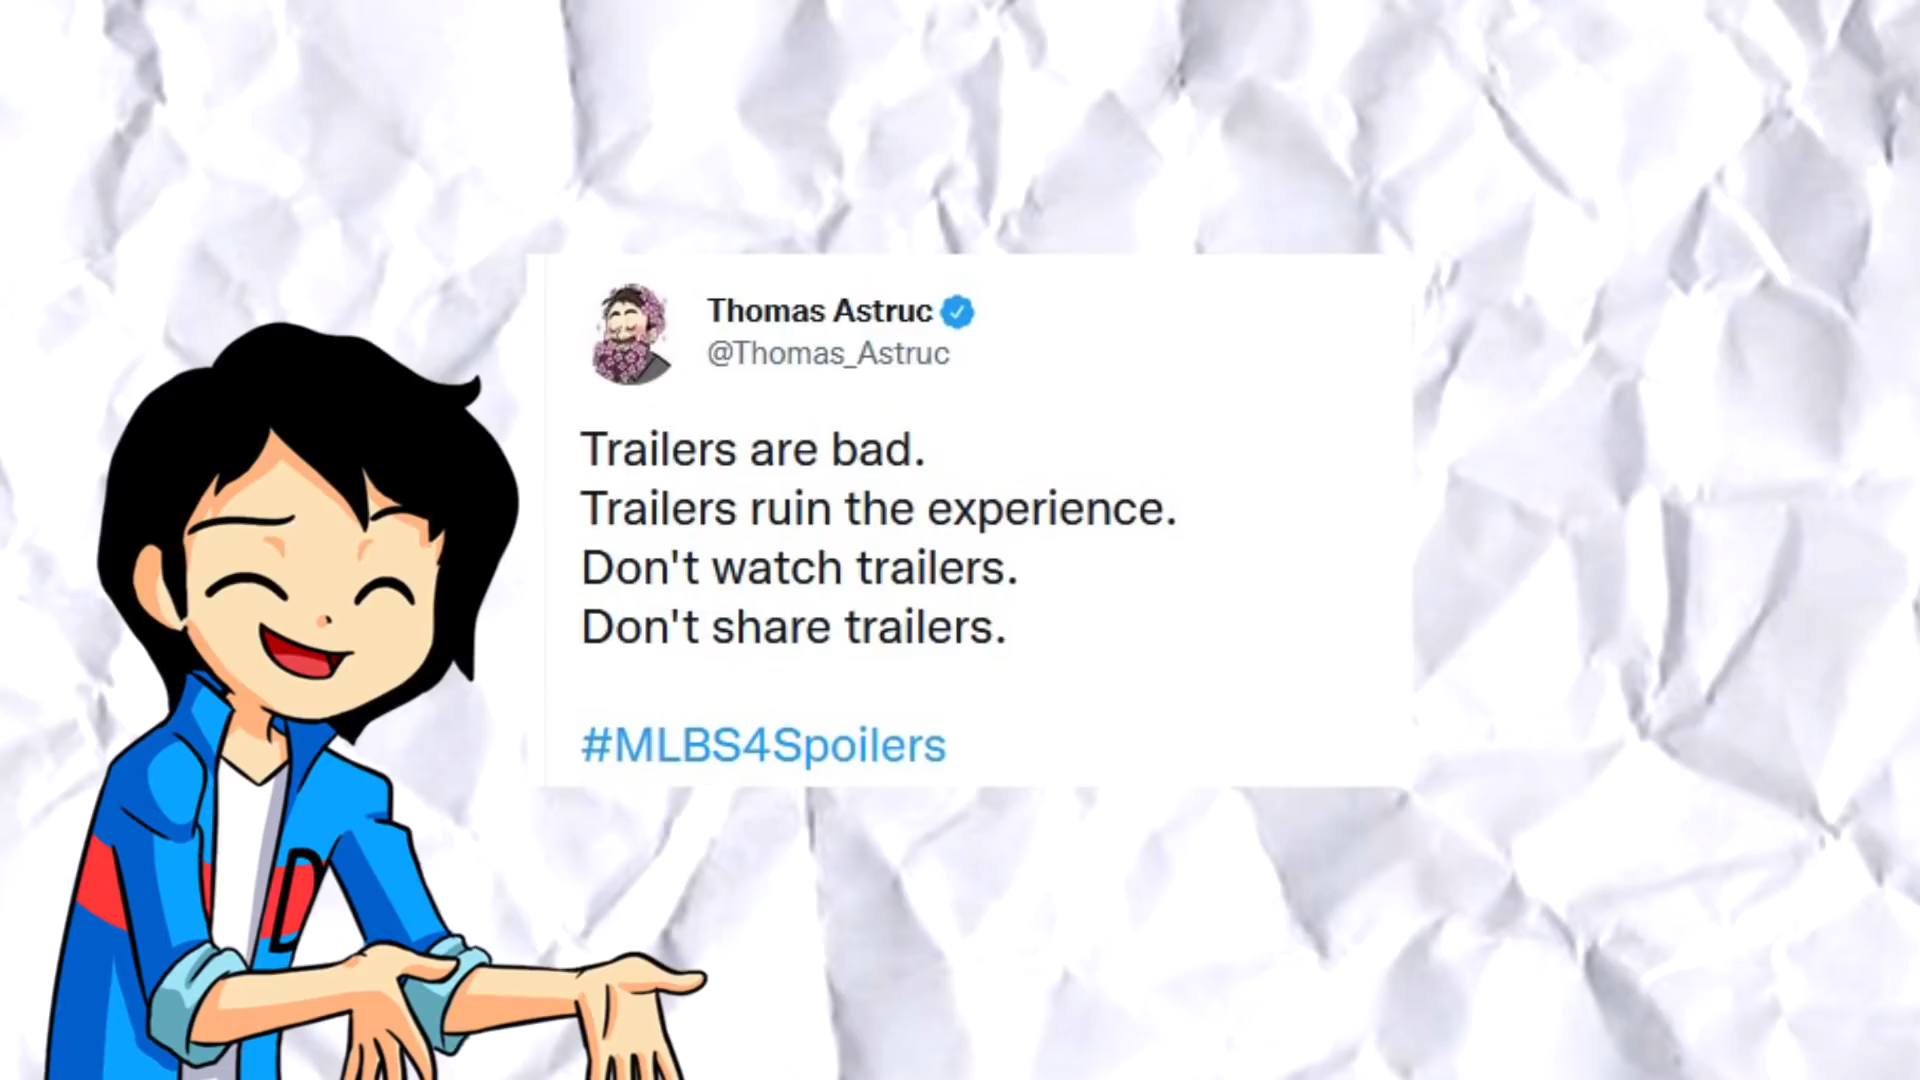 Thomas Astruc
@Thomas_Astruc
Trailers are bad.
Trailers ruin the experience.
Don't watch trailers.
Don't share trailers.
#MLBS4Spoilers
D